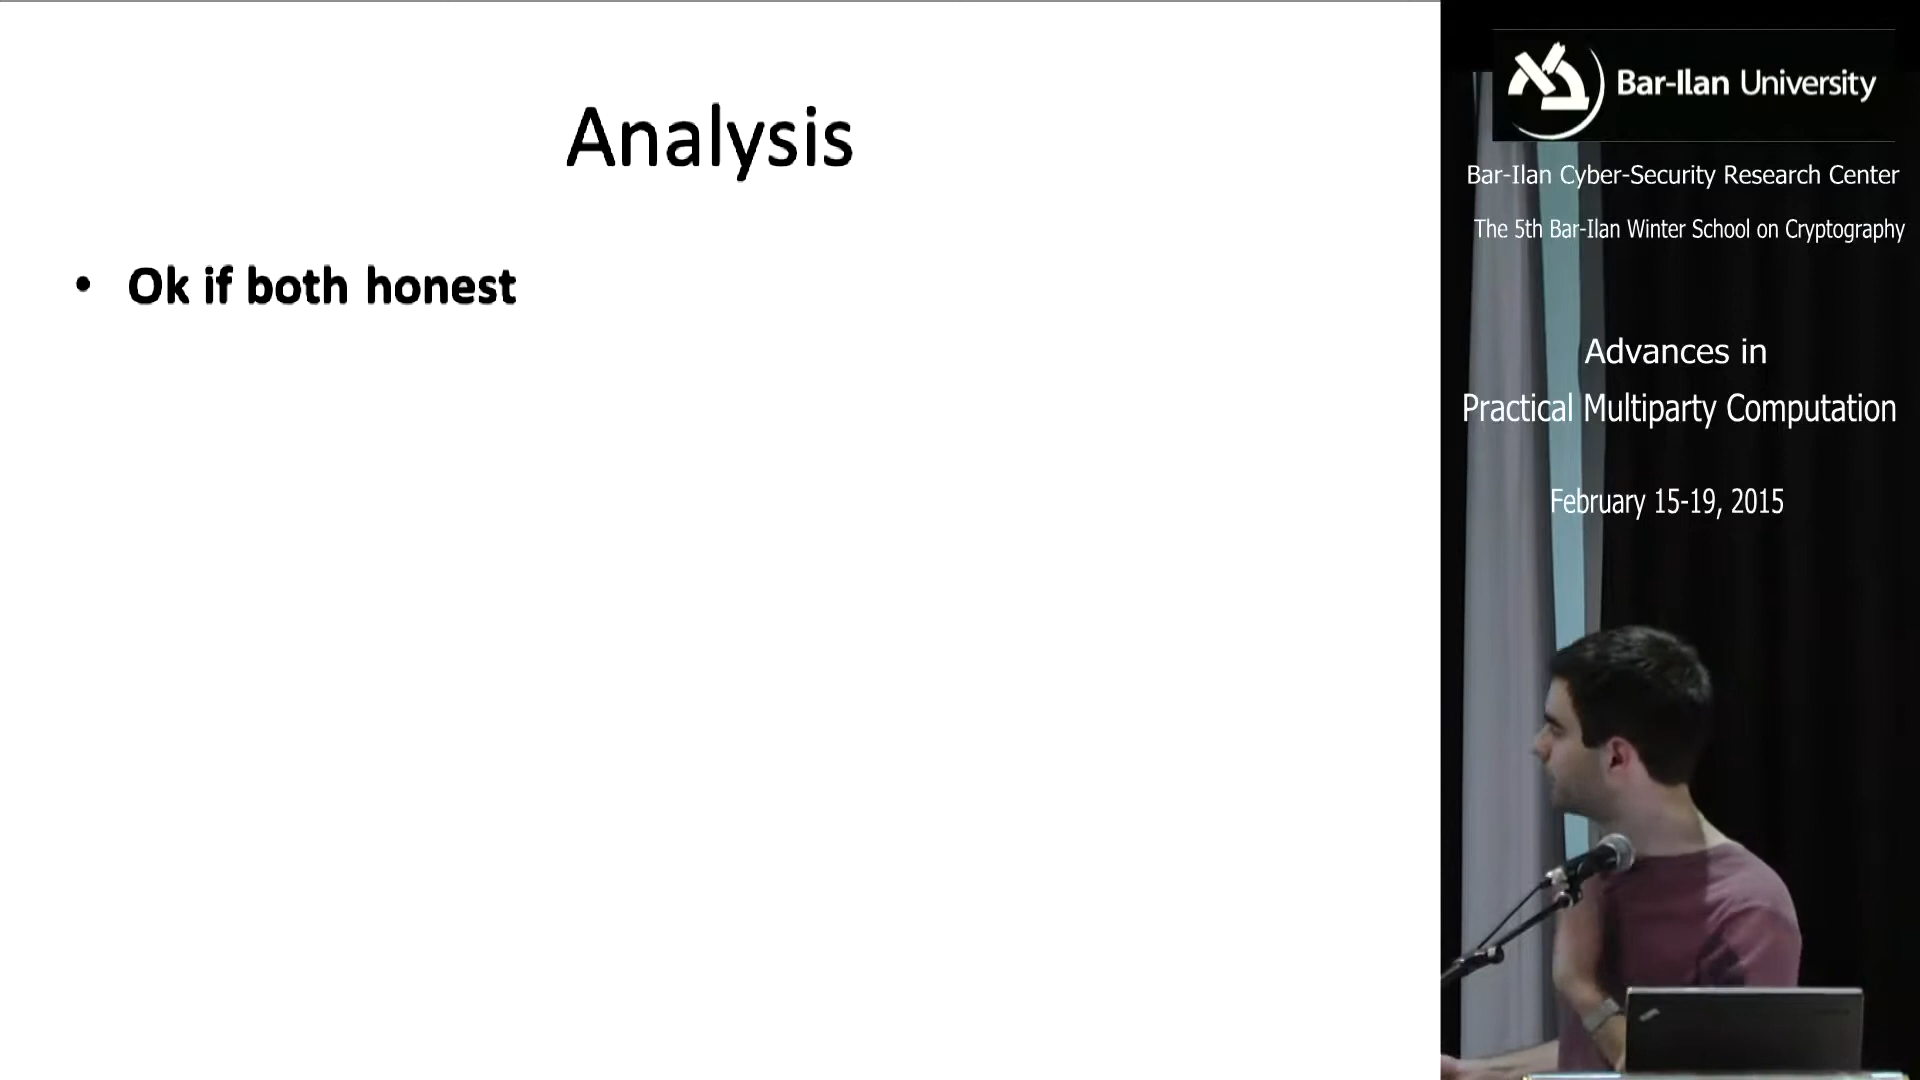 Analysis
• Ok if both honest
Bar-Ilan University
Bar-Ilan Cyber-Security Research Center
The 5th Bar-Ilan Winter School on Cryptography
Advances in
Practical Multiparty Computation
February 15-19, 2015